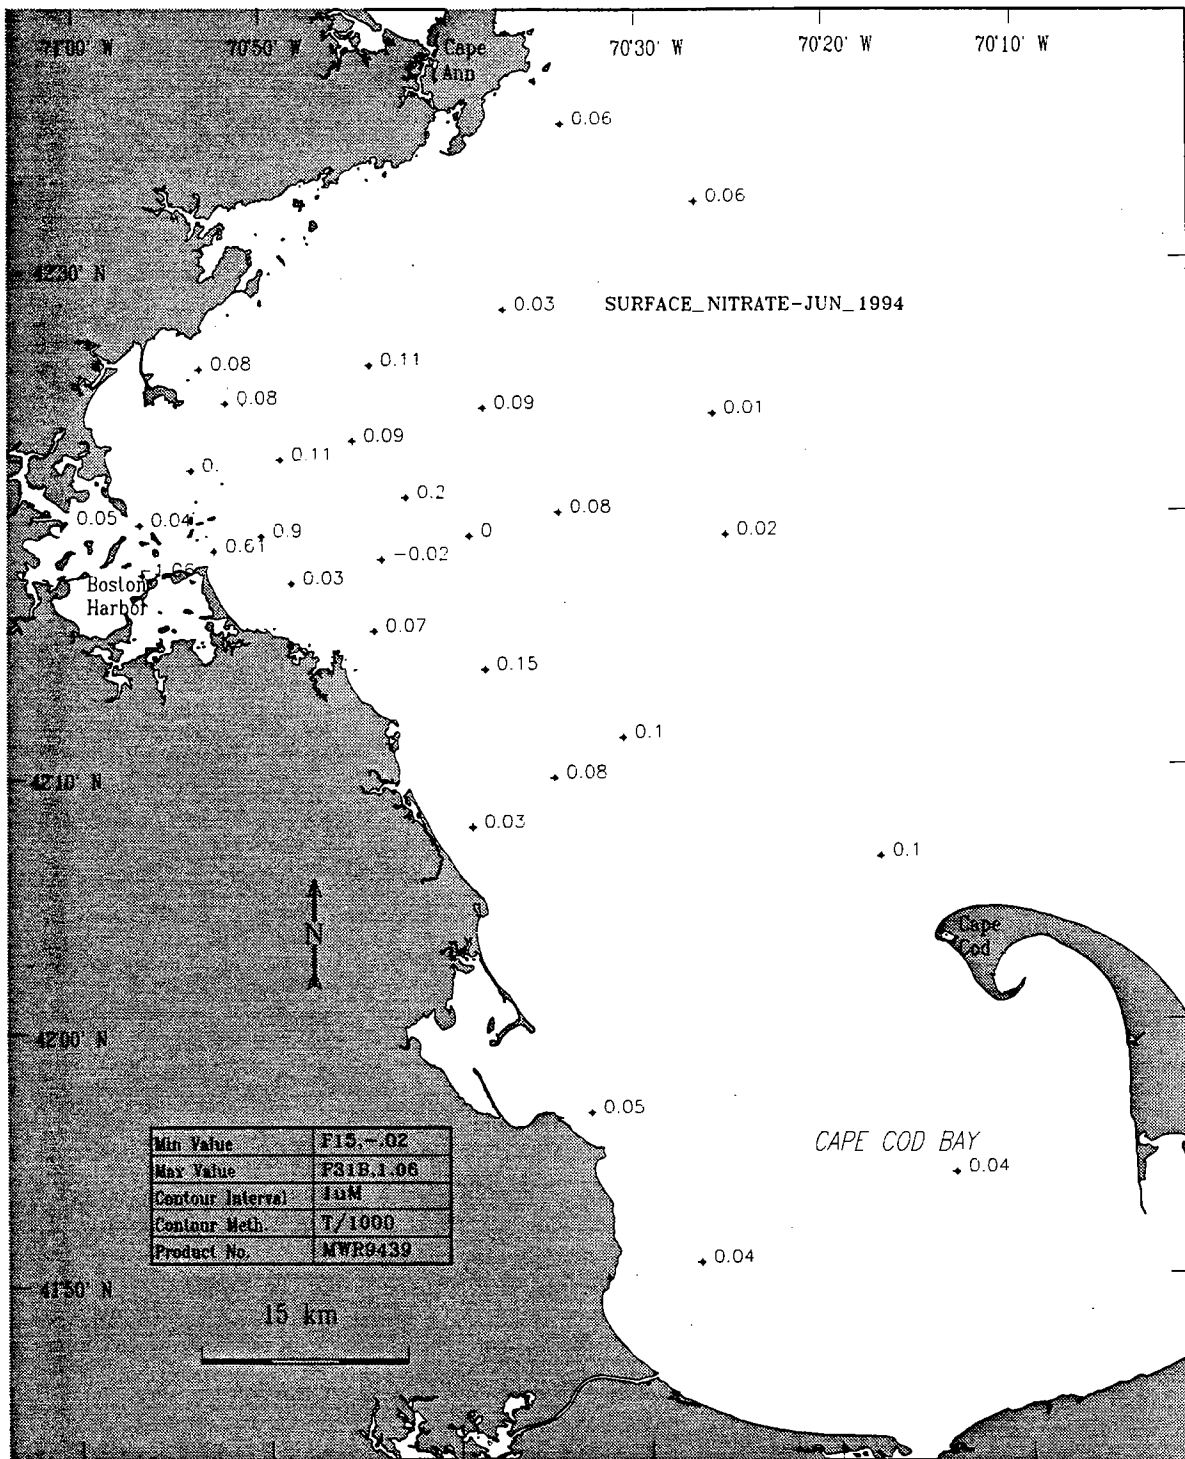 71°00' W 70°50' W 70°30' W 70°20' W 70°10' W
Cape
Ann
0.06
0.06
42°30' N
0.03 SURFACE_NITRATE-JUN_1994
0.08 0.11
0.08 0.09 0.01
0.09
0. 0.11
0.2
0.08
0.05 0.04 0.9 0 0.02
0.61 -0.02
1.06 0.03
Boston
Harbor
0.07
0.15
0.1
42°10' N 0.08
0.03
0.1
N
Cape
Cod
42°00' N
0.05
CAPE COD BAY
0.04
Min Value F15,-.02
Max Value F31B,1.06
Contour Interval 1uM
Contour Meth. T/1000
Product No. MWR9439
0.04
41°50' N
15 km